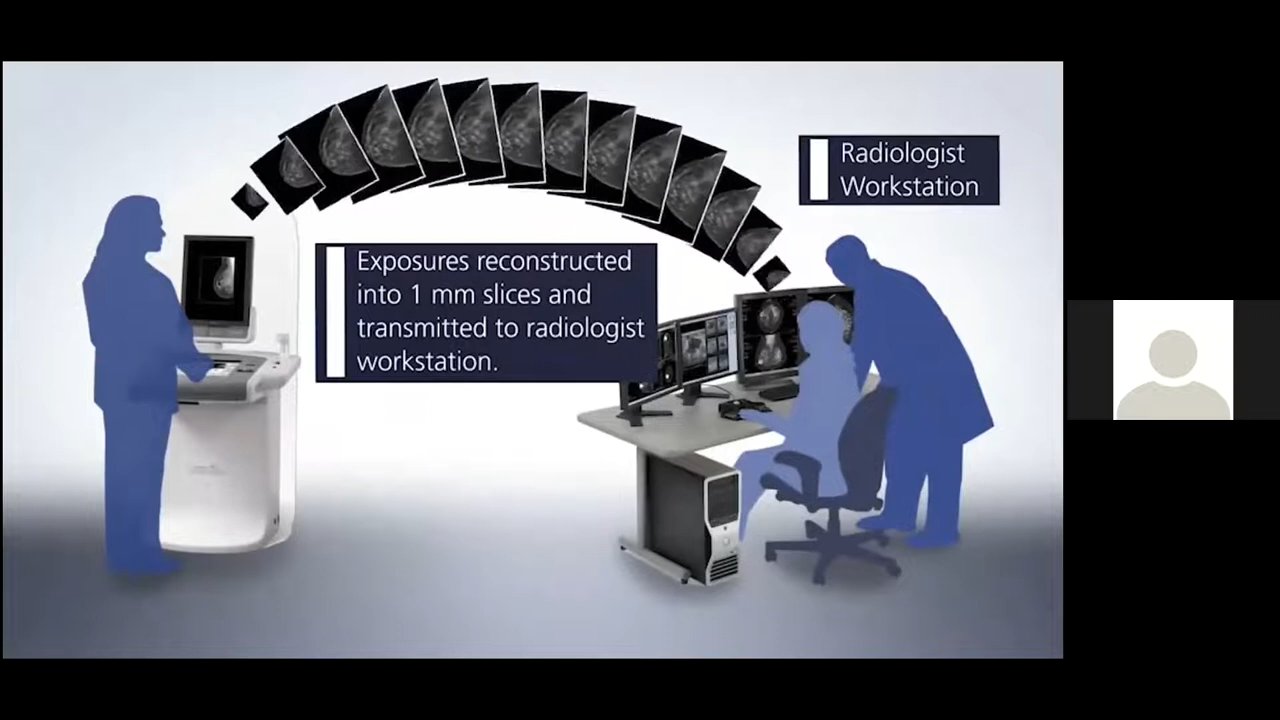 Exposures reconstructed
into 1 mm slices and
transmitted to radiologist
workstation.
Radiologist
Workstation